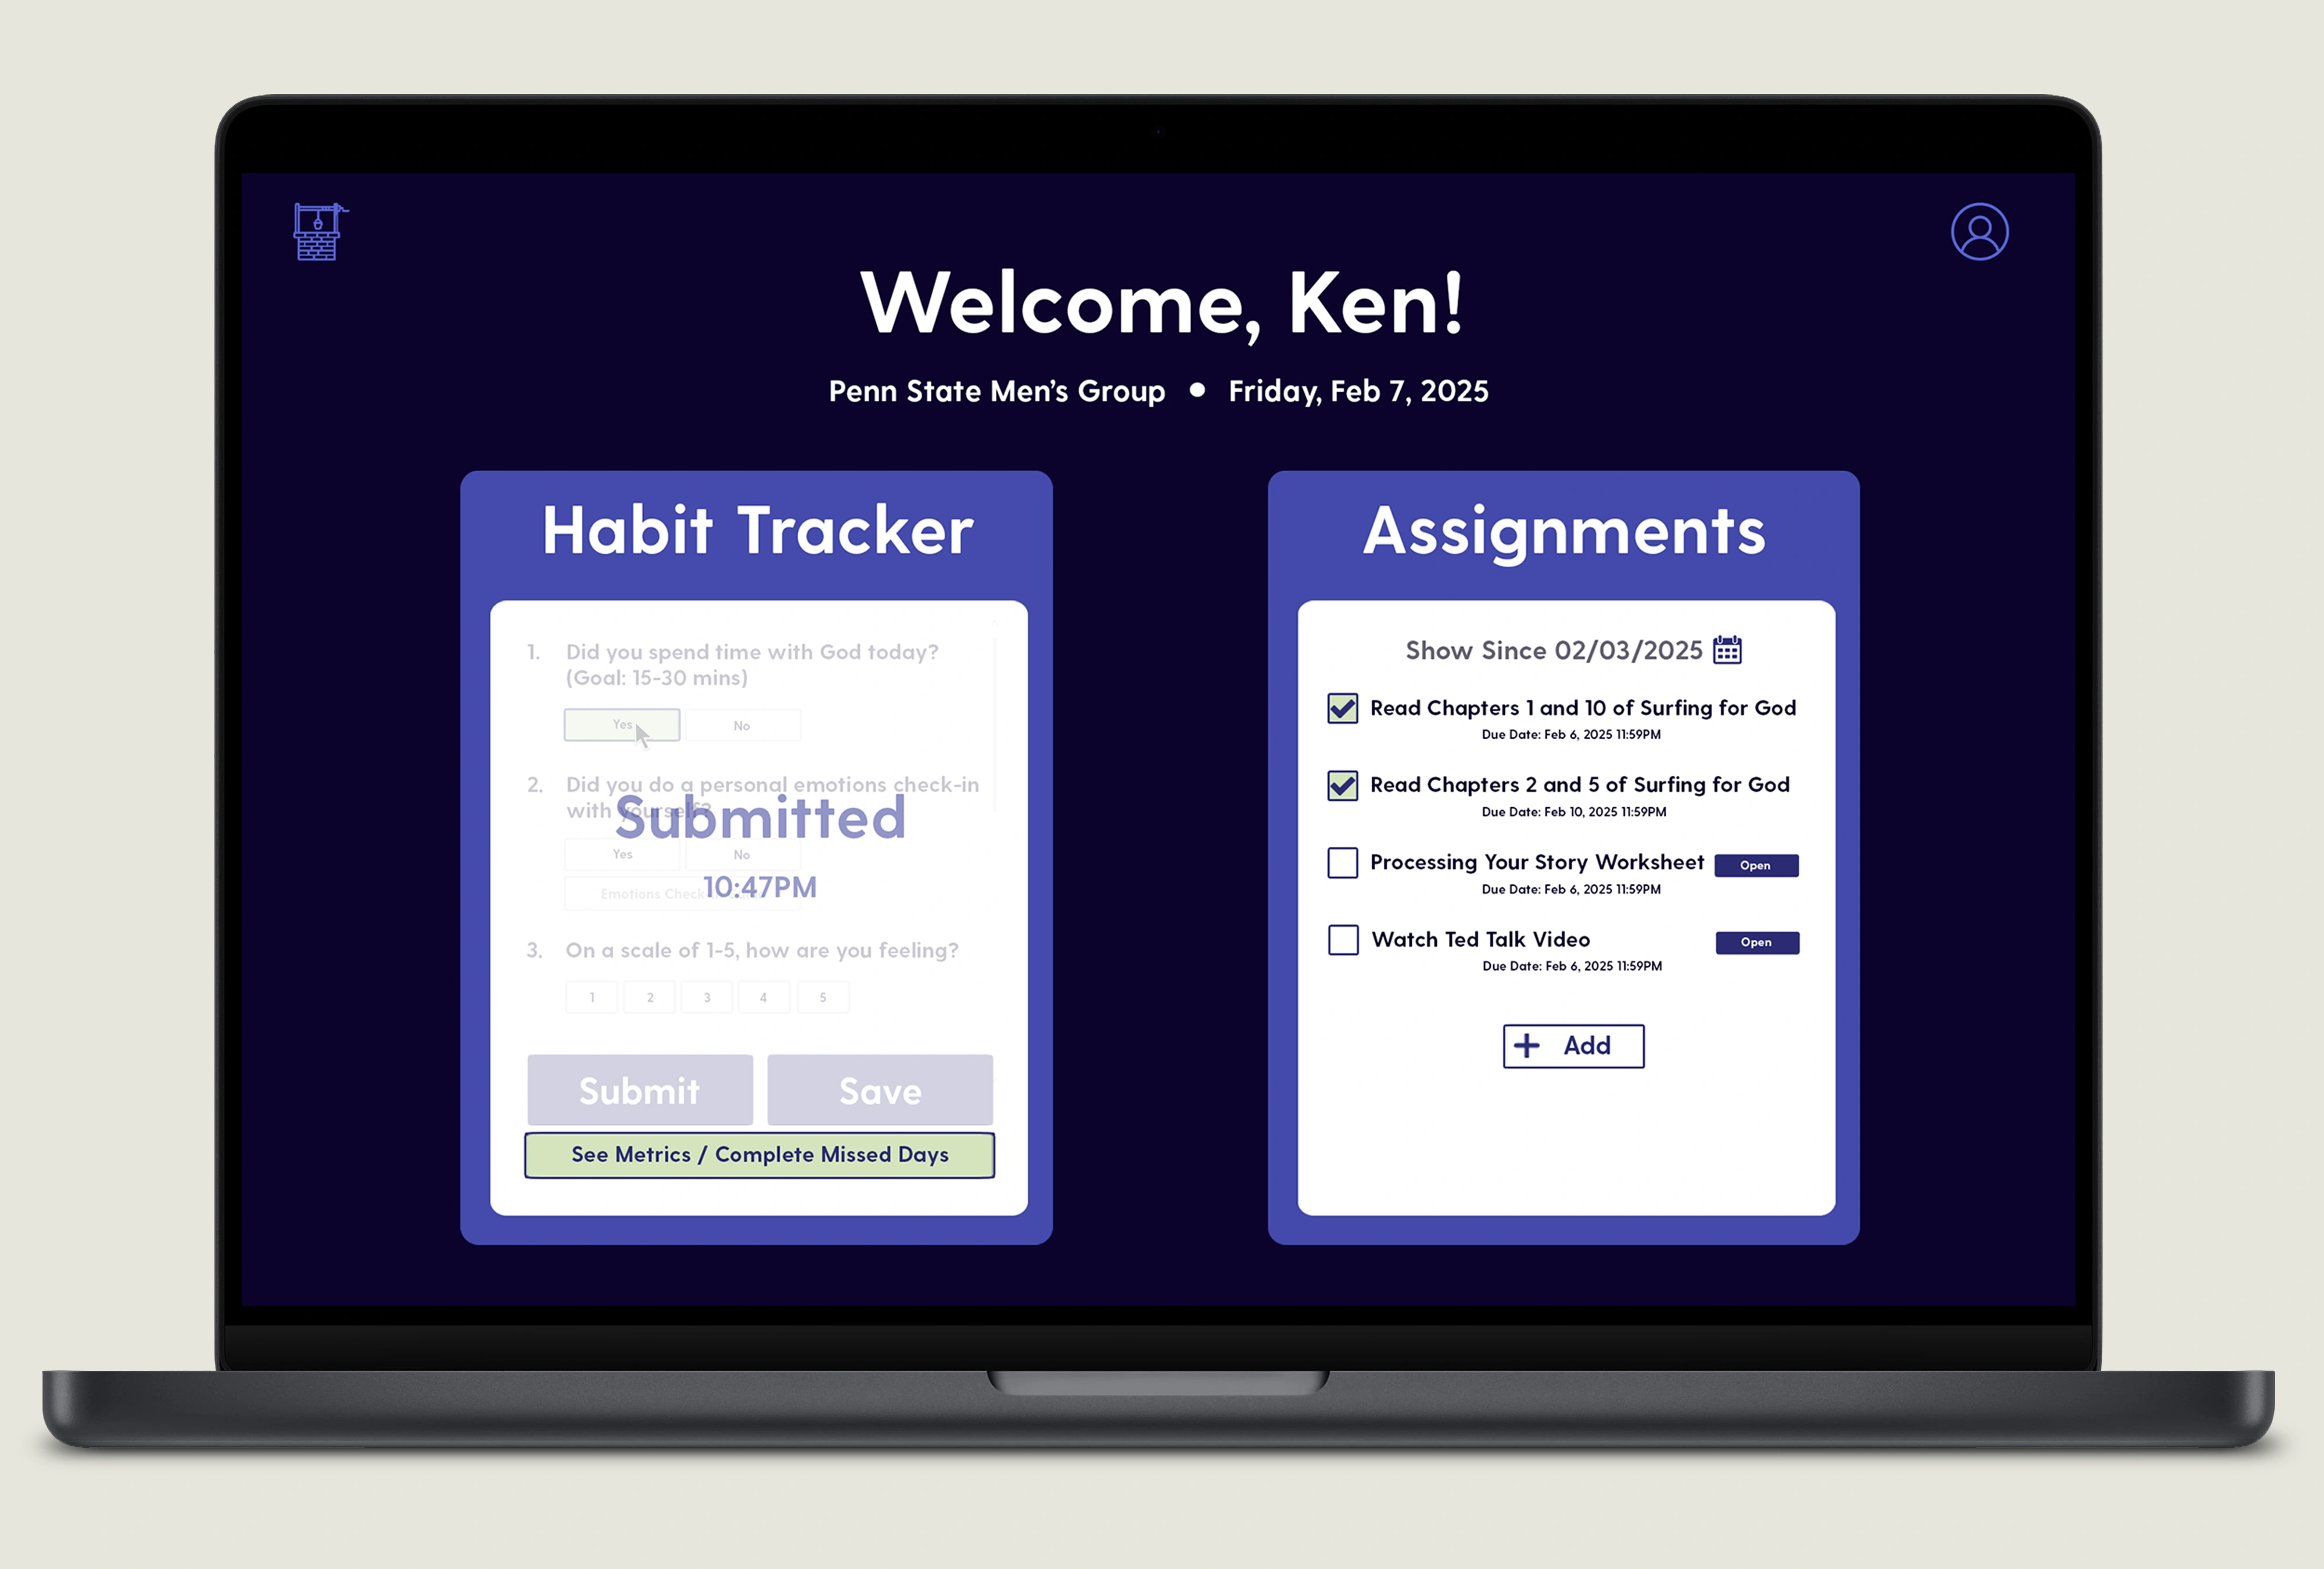 Welcome, Ken!
Penn State Men's Group • Friday, Feb 7, 2025
Habit Tracker
1. Did you spend time with God today?
(Goal: 15-30 mins)
Yes No
2. Did you do a personal emotions check-in
with yourself?
Submitted
Yes No
Emotions Check
10:47PM
3. On a scale of 1-5, how are you feeling?
1 2 3 4 5
Submit Save
See Metrics / Complete Missed Days
Assignments
Show Since 02/03/2025
Read Chapters 1 and 10 of Surfing for God
Due Date: Feb 6, 2025 11:59PM
Read Chapters 2 and 5 of Surfing for God
Due Date: Feb 10, 2025 11:59PM
Processing Your Story Worksheet Open
Due Date: Feb 6, 2025 11:59PM
Watch Ted Talk Video Open
Due Date: Feb 6, 2025 11:59PM
+ Add